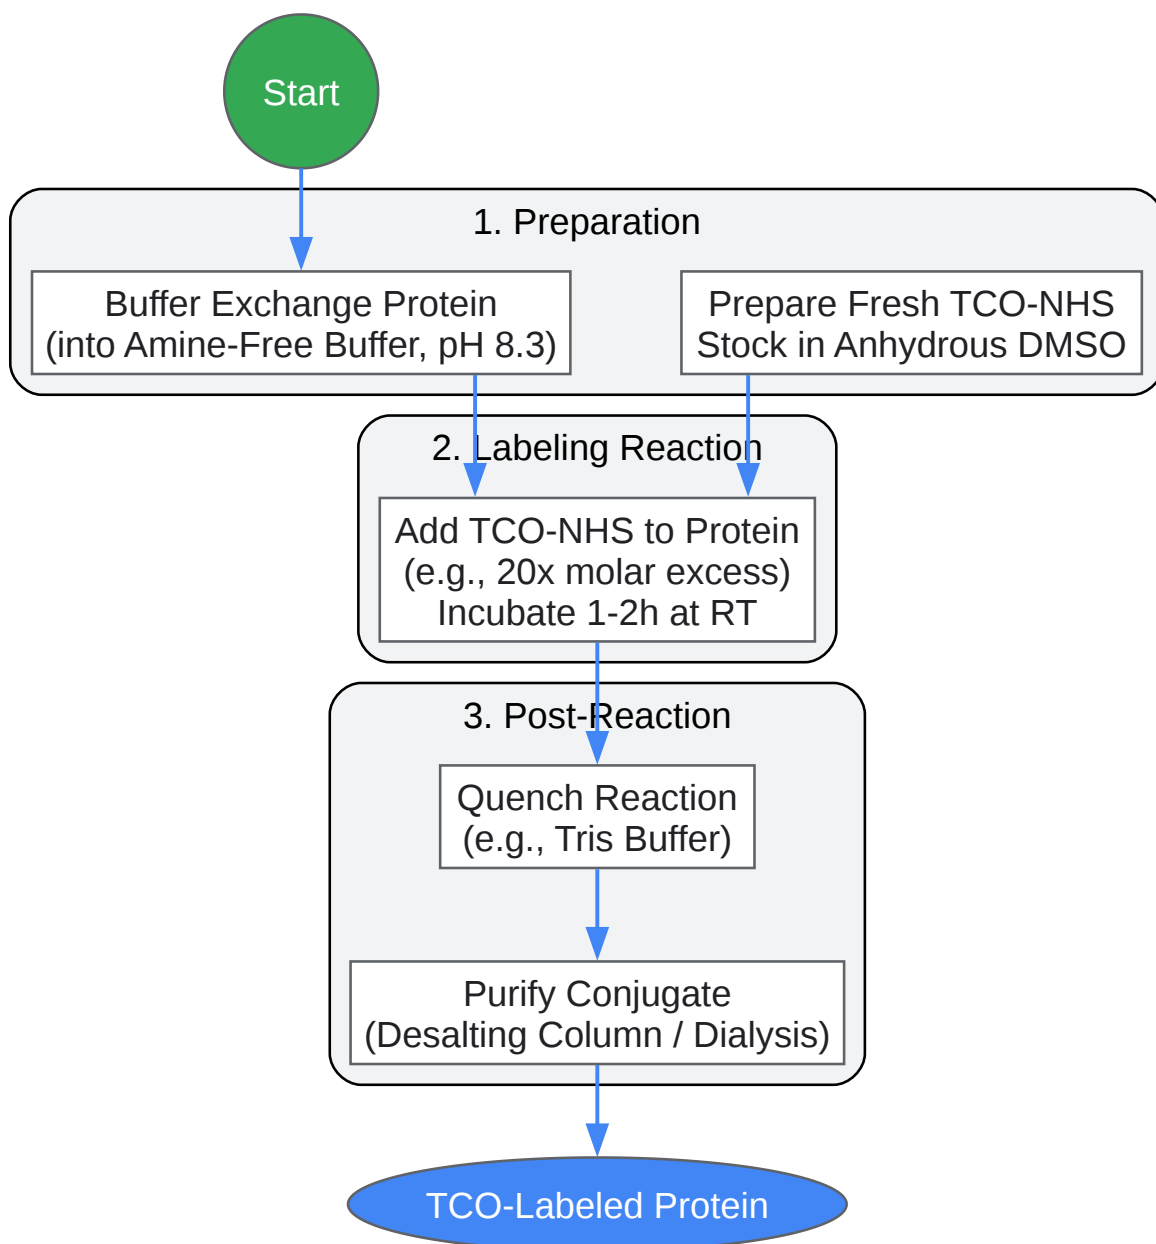 Start
1. Preparation
Buffer Exchange Protein
(into Amine-Free Buffer, pH 8.3)
Prepare Fresh TCO-NHS
Stock in Anhydrous DMSO
2. Labeling Reaction
Add TCO-NHS to Protein
(e.g., 20x molar excess)
Incubate 1-2h at RT
3. Post-Reaction
Quench Reaction
(e.g., Tris Buffer)
Purify Conjugate
(Desalting Column / Dialysis)
TCO-Labeled Protein